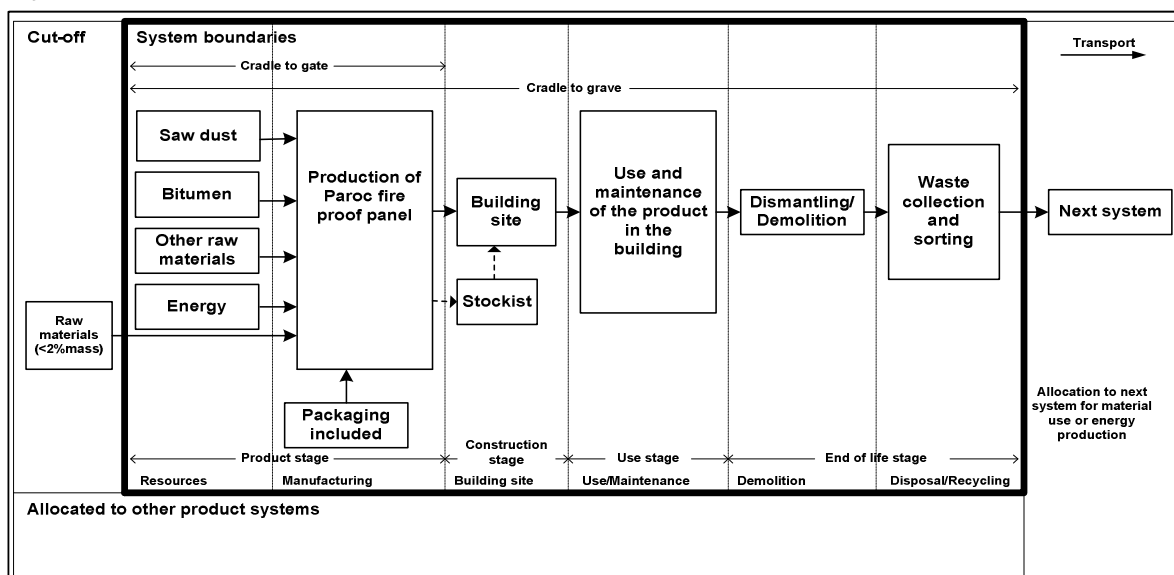 Cut-off
System boundaries
Transport
Cradle to gate
Cradle to grave
Saw dust
Bitumen
Other raw
materials
Energy
Raw
materials
(<2%mass)
Production of
Paroc fire
proof panel
Packaging
included
Building
site
Stockist
Use and
maintenance
of the product
in the
building
Dismantling/
Demolition
Waste
collection
and
sorting
Next system
Allocation to next
system for material
use or energy
production
Product stage
Construction
stage
Use stage
End of life stage
Resources
Manufacturing
Building site
Use/Maintenance
Demolition
Disposal/Recycling
Allocated to other product systems